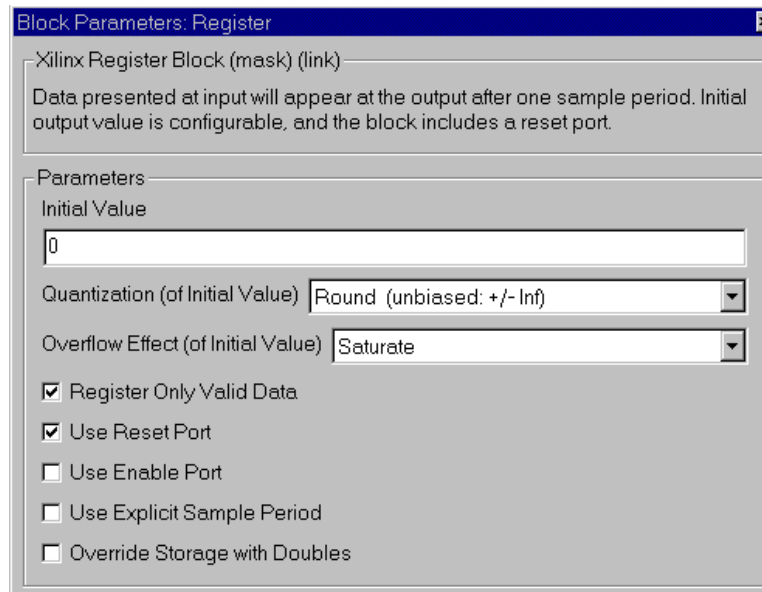 Block Parameters: Register
Xilinx Register Block (mask) (link)
Data presented at input will appear at the output after one sample period. Initial
output value is configurable, and the block includes a reset port.
Parameters
Initial Value
0
Quantization (of Initial Value) Round (unbiased: +/- Inf)
Overflow Effect (of Initial Value) Saturate
Register Only Valid Data
Use Reset Port
Use Enable Port
Use Explicit Sample Period
Override Storage with Doubles